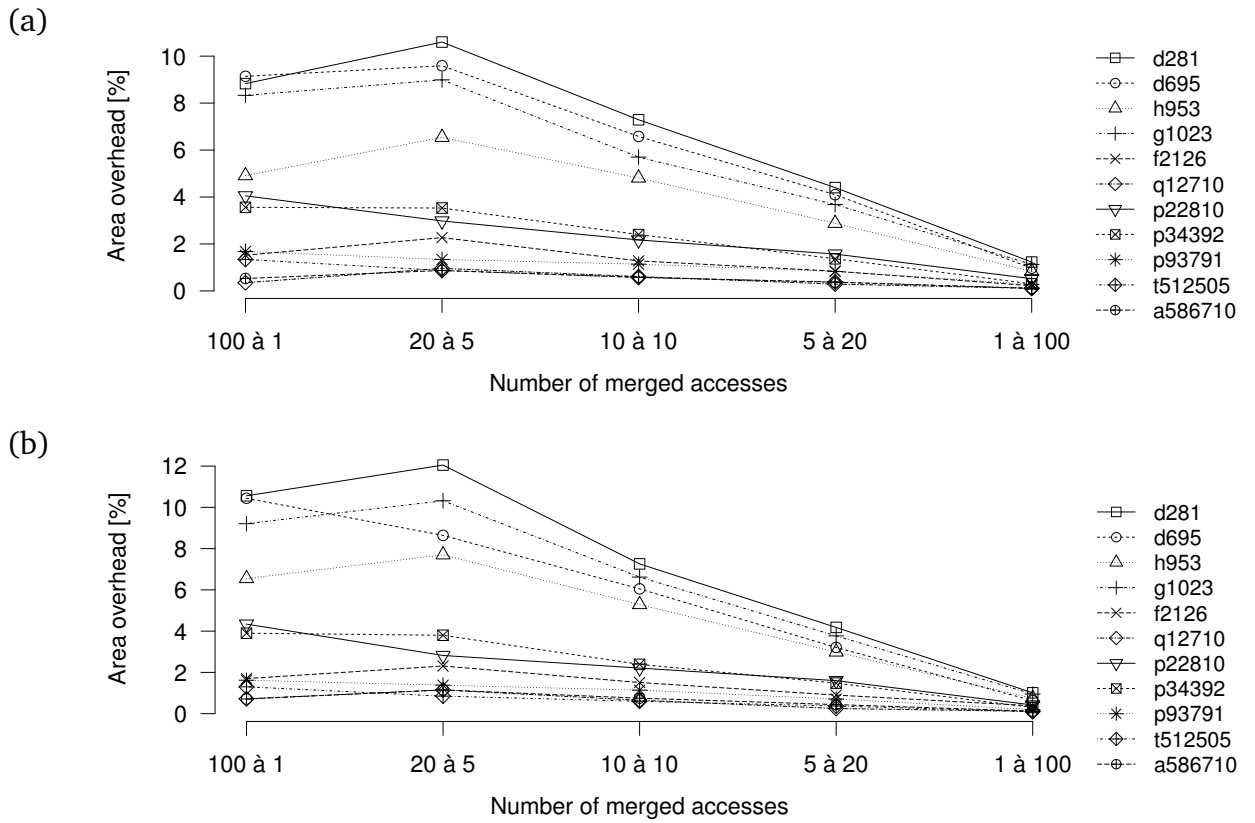 (a)
Area overhead [%]
10
8
6
4
2
0
100 à 1
20 à 5
10 à 10
5 à 20
1 à 100
Number of merged accesses
d281
d695
h953
g1023
f2126
q12710
p22810
p34392
p93791
t512505
a586710
(b)
Area overhead [%]
12
10
8
6
4
2
0
100 à 1
20 à 5
10 à 10
5 à 20
1 à 100
Number of merged accesses
d281
d695
h953
g1023
f2126
q12710
p22810
p34392
p93791
t512505
a586710